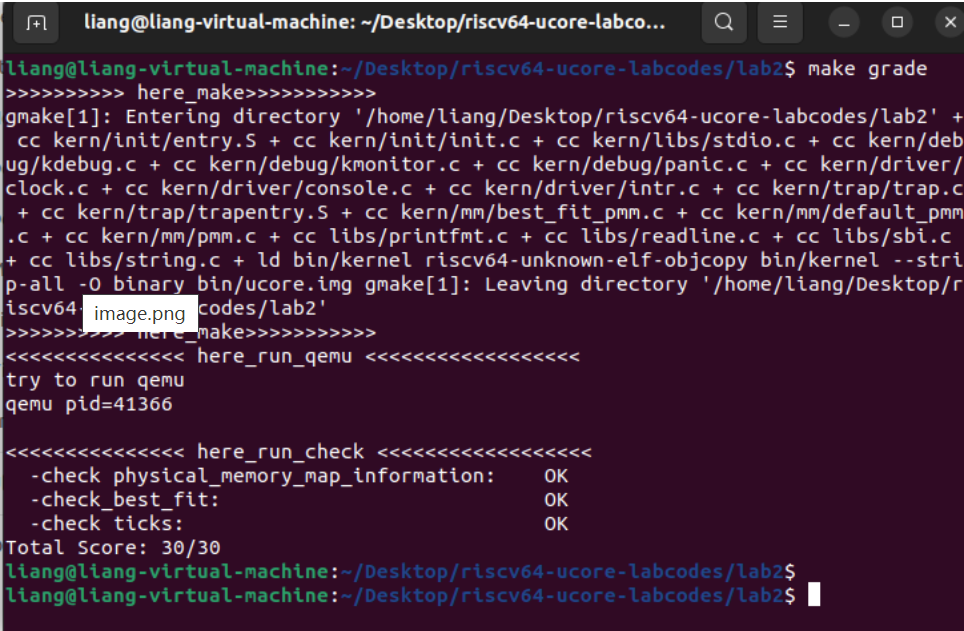 liang@liang-virtual-machine: ~/Desktop/riscv64-ucore-labco...
liang@liang-virtual-machine:~/Desktop/riscv64-ucore-labcodes/lab2$ make grade
>>>>>>>>>> here_make>>>>>>>>>>>
gmake[1]: Entering directory '/home/liang/Desktop/riscv64-ucore-labcodes/lab2' +
cc kern/init/entry.S + cc kern/init/init.c + cc kern/libs/stdio.c + cc kern/deb
ug/kdebug.c + cc kern/debug/kmonitor.c + cc kern/debug/panic.c + cc kern/driver/
clock.c + cc kern/driver/console.c + cc kern/driver/intr.c + cc kern/trap/trap.c
+ cc kern/trap/trapentry.S + cc kern/mm/best_fit_pmm.c + cc kern/mm/default_pmm
.c + cc kern/mm/pmm.c + cc libs/printfmt.c + cc libs/readline.c + cc libs/sbi.c
+ cc libs/string.c + ld bin/kernel riscv64-unknown-elf-objcopy bin/kernel --stri
p-all -O binary bin/ucore.img gmake[1]: Leaving directory '/home/liang/Desktop/r
iscv64- codes/lab2'
image.png
>>>>>>>>>> here_make>>>>>>>>>>>
<<<<<<<<<<<<<<< here_run_qemu <<<<<<<<<<<<<<<<<<
try to run qemu
qemu pid=41366
<<<<<<<<<<<<<<< here_run_check <<<<<<<<<<<<<<<<<<
-check physical_memory_map_information: OK
-check_best_fit: OK
-check ticks: OK
Total Score: 30/30
liang@liang-virtual-machine:~/Desktop/riscv64-ucore-labcodes/lab2$
liang@liang-virtual-machine:~/Desktop/riscv64-ucore-labcodes/lab2$